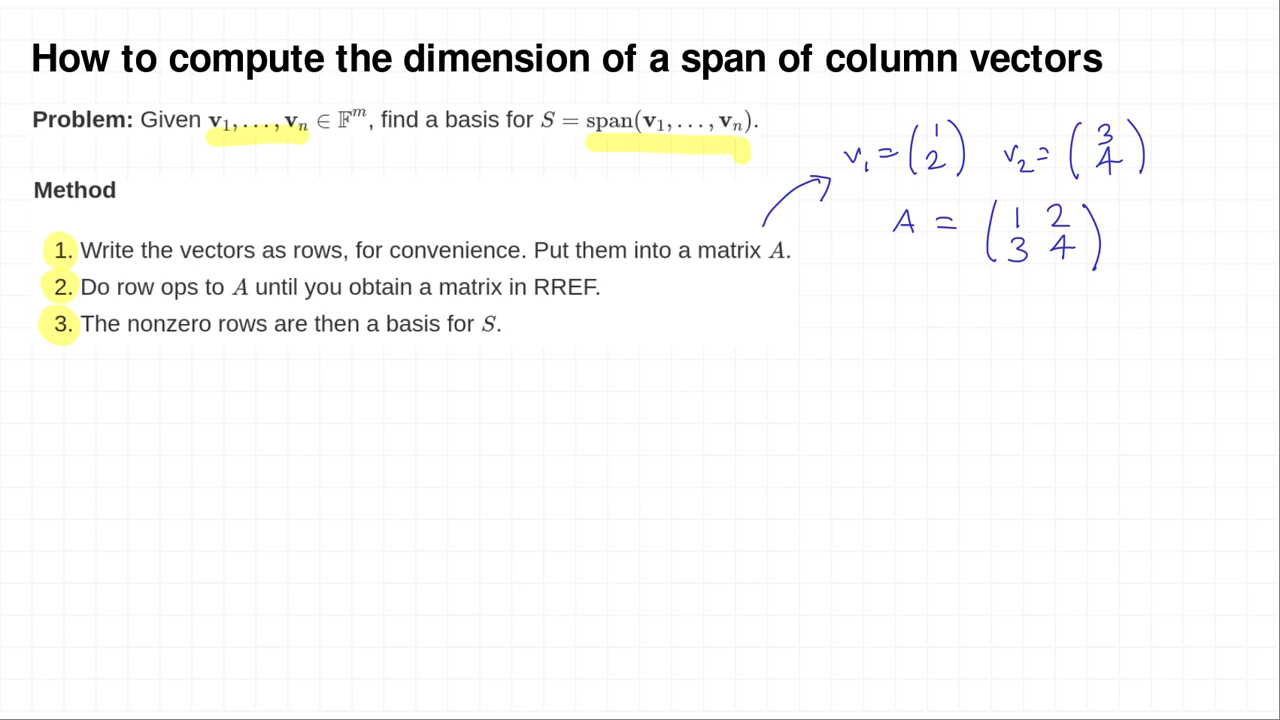 How to compute the dimension of a span of column vectors
Problem: Given v₁, . . . , vₙ ∈ 𝔽ᵐ, find a basis for S = span(v₁, . . . , vₙ).
v₁ = (1 2) v₂ = (3 4)
Method
A = (1 2
3 4)
1. Write the vectors as rows, for convenience. Put them into a matrix A.
2. Do row ops to A until you obtain a matrix in RREF.
3. The nonzero rows are then a basis for S.